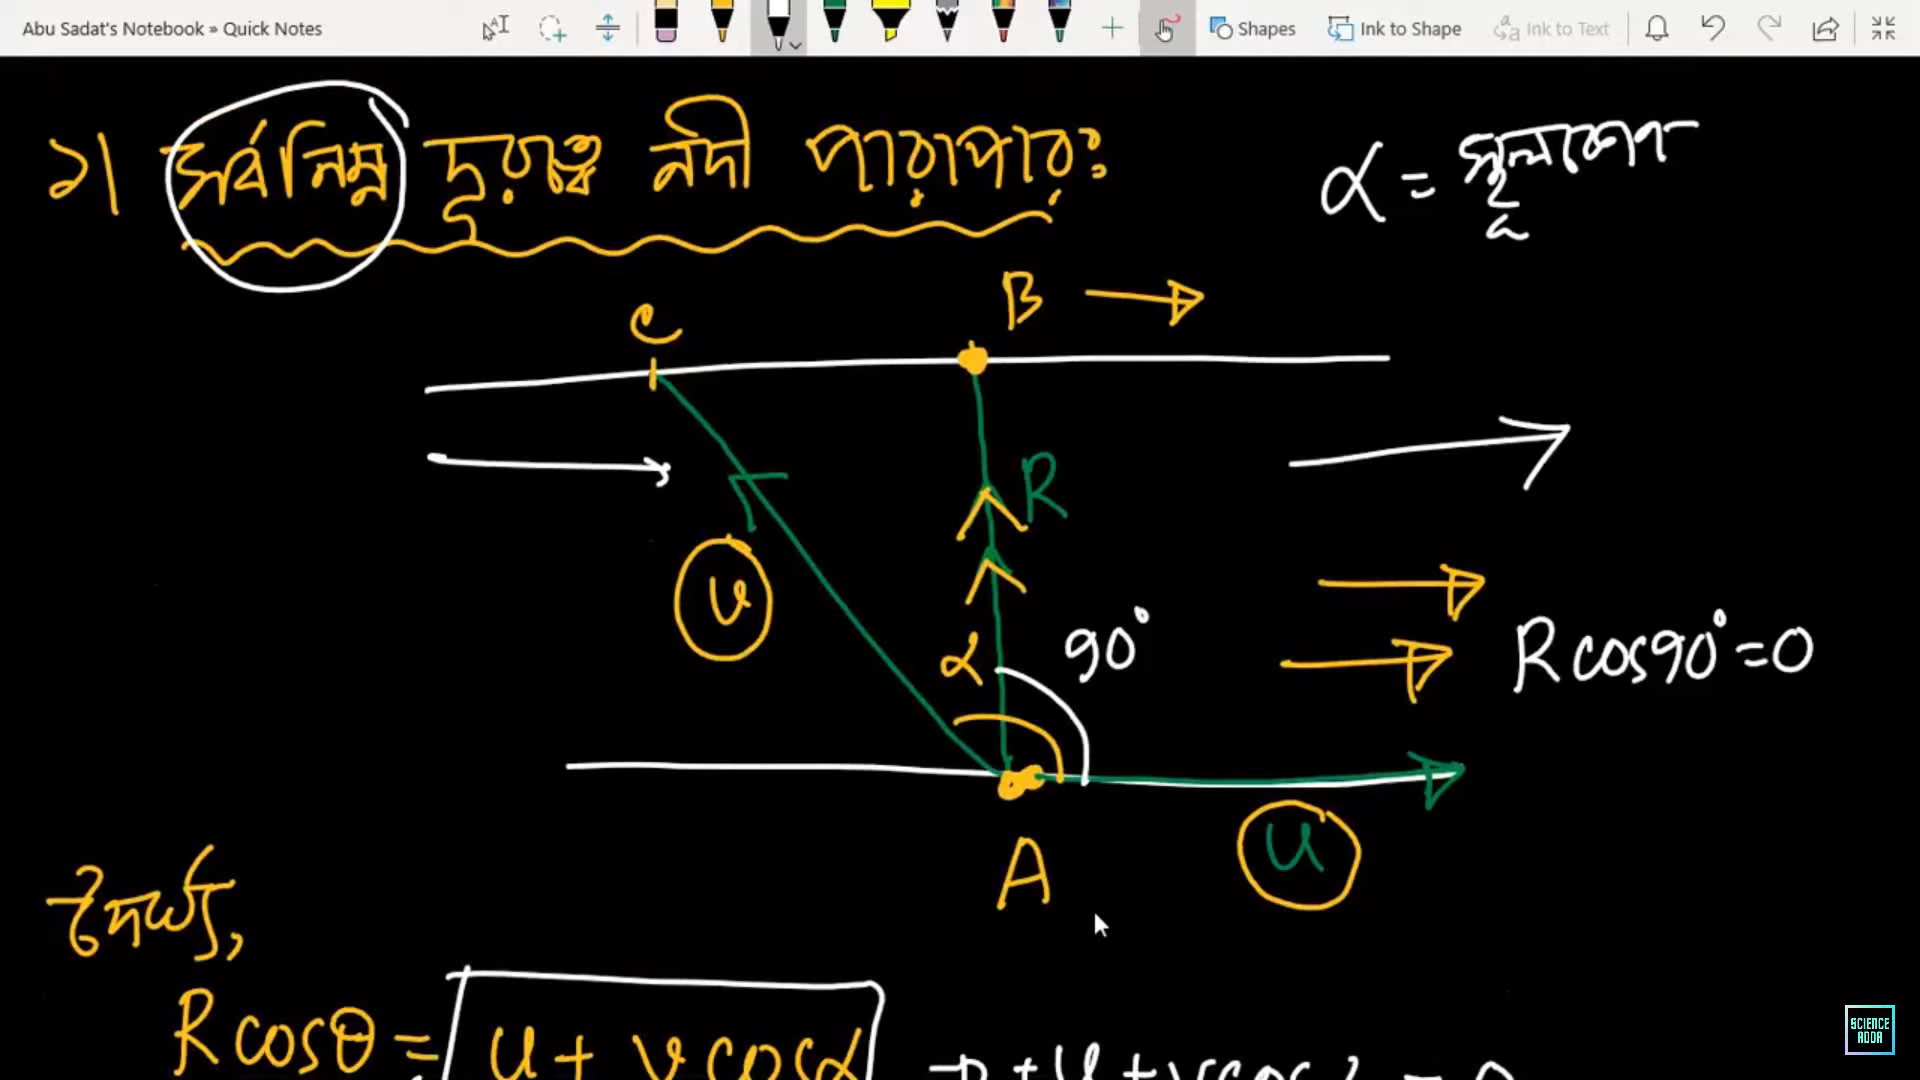 Abu Sadat's Notebook » Quick Notes
Shapes
Ink to Shape
Ink to Text
১। সর্বনিম্ন দূরত্বে নদী পারাপার:
α = স্থূলকোণ
C
B
R
v
α
90°
R cos90° = 0
u
A
দৈর্ঘ্য,
R cosθ = u + v cosα
SCIENCE
ADDA